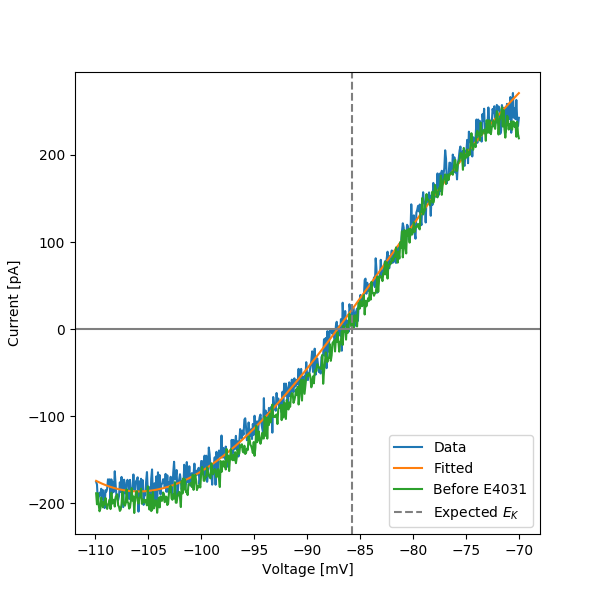 200
100
0
−100
−200
Current [pA]
−110
−105
−100
−95
−90
−85
−80
−75
−70
Voltage [mV]
Data
Fitted
Before E4031
Expected E_K